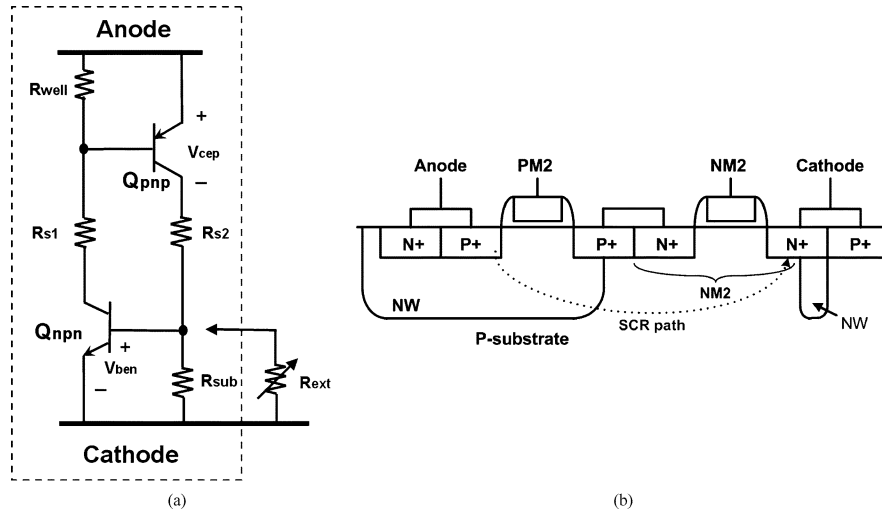 Anode
Rwell
+
Vcep
Qpnp
–
Rs1
Rs2
Qnpn
+
Vben
–
Rsub
Rext
Cathode
(a)
Anode
PM2
NM2
Cathode
N+
P+
P+
N+
N+
P+
NM2
NW
SCR path
NW
P-substrate
(b)